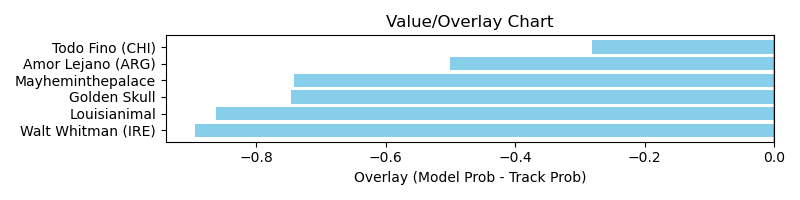 Value/Overlay Chart
Todo Fino (CHI)
Amor Lejano (ARG)
Mayheminthepalace
Golden Skull
Louisianimal
Walt Whitman (IRE)
−0.8 −0.6 −0.4 −0.2 0.0
Overlay (Model Prob - Track Prob)